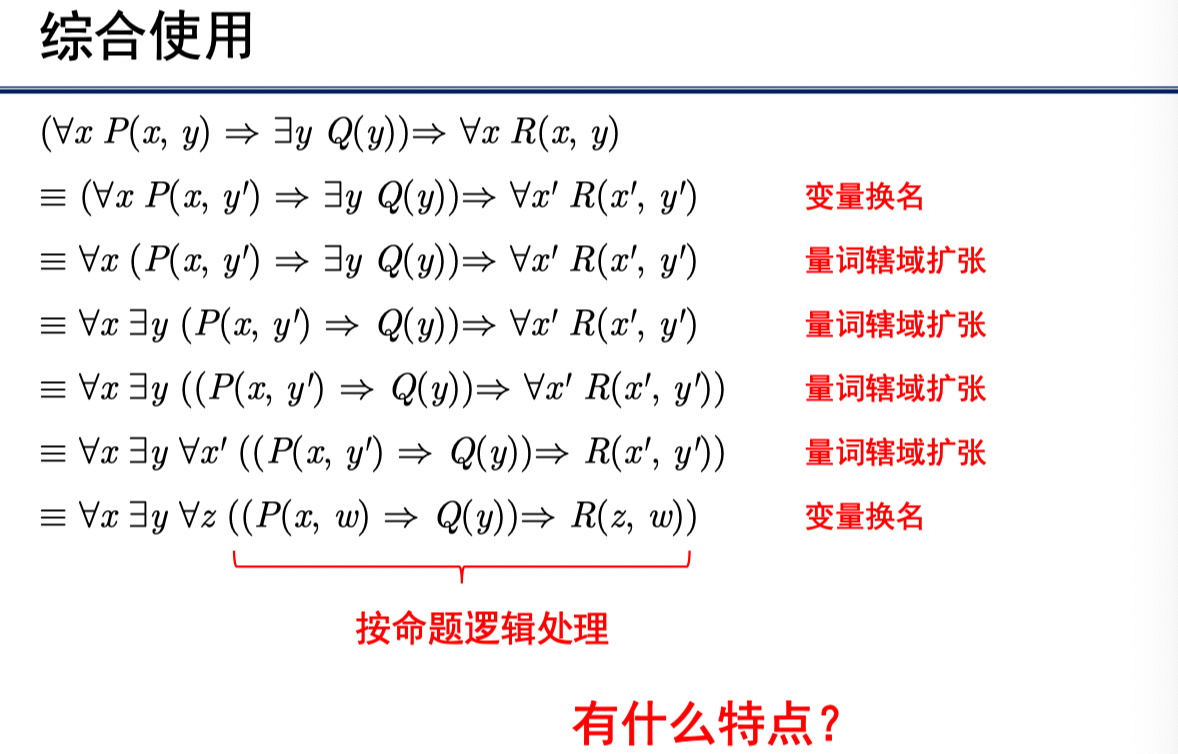 综合使用
(∀x P(x, y) ⇒ ∃y Q(y))⇒ ∀x R(x, y)
≡ (∀x P(x, y′) ⇒ ∃y Q(y))⇒ ∀x′ R(x′, y′) 变量换名
≡ ∀x (P(x, y′) ⇒ ∃y Q(y))⇒ ∀x′ R(x′, y′) 量词辖域扩张
≡ ∀x ∃y (P(x, y′) ⇒ Q(y))⇒ ∀x′ R(x′, y′) 量词辖域扩张
≡ ∀x ∃y ((P(x, y′) ⇒ Q(y))⇒ ∀x′ R(x′, y′)) 量词辖域扩张
≡ ∀x ∃y ∀x′ ((P(x, y′) ⇒ Q(y))⇒ R(x′, y′)) 量词辖域扩张
≡ ∀x ∃y ∀z ((P(x, w) ⇒ Q(y))⇒ R(z, w)) 变量换名
按命题逻辑处理
有什么特点？